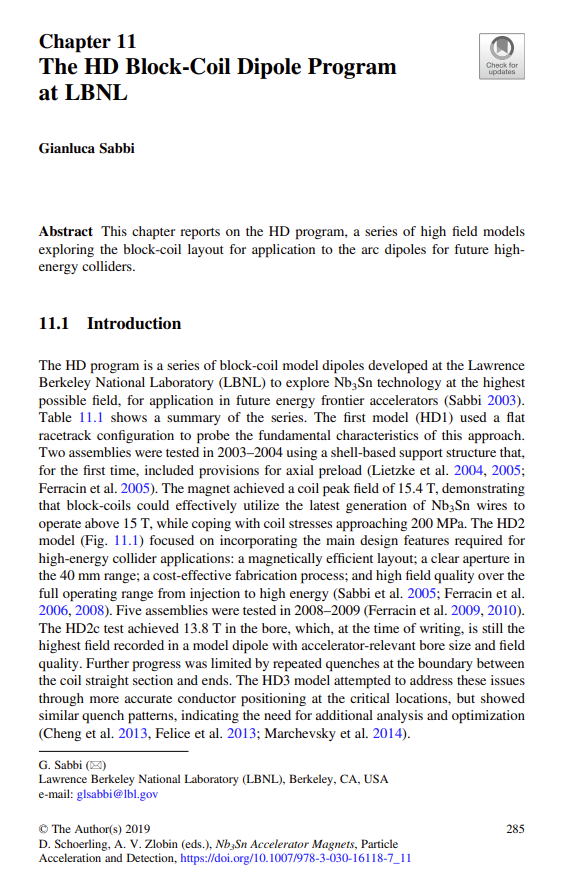 Chapter 11
The HD Block-Coil Dipole Program
at LBNL
Check for
updates
Gianluca Sabbi
Abstract This chapter reports on the HD program, a series of high field models
exploring the block-coil layout for application to the arc dipoles for future high-
energy colliders.
11.1 Introduction
The HD program is a series of block-coil model dipoles developed at the Lawrence
Berkeley National Laboratory (LBNL) to explore Nb₃Sn technology at the highest
possible field, for application in future energy frontier accelerators (Sabbi 2003).
Table 11.1 shows a summary of the series. The first model (HD1) used a flat
racetrack configuration to probe the fundamental characteristics of this approach.
Two assemblies were tested in 2003–2004 using a shell-based support structure that,
for the first time, included provisions for axial preload (Lietzke et al. 2004, 2005;
Ferracin et al. 2005). The magnet achieved a coil peak field of 15.4 T, demonstrating
that block-coils could effectively utilize the latest generation of Nb₃Sn wires to
operate above 15 T, while coping with coil stresses approaching 200 MPa. The HD2
model (Fig. 11.1) focused on incorporating the main design features required for
high-energy collider applications: a magnetically efficient layout; a clear aperture in
the 40 mm range; a cost-effective fabrication process; and high field quality over the
full operating range from injection to high energy (Sabbi et al. 2005; Ferracin et al.
2006, 2008). Five assemblies were tested in 2008–2009 (Ferracin et al. 2009, 2010).
The HD2c test achieved 13.8 T in the bore, which, at the time of writing, is still the
highest field recorded in a model dipole with accelerator-relevant bore size and field
quality. Further progress was limited by repeated quenches at the boundary between
the coil straight section and ends. The HD3 model attempted to address these issues
through more accurate conductor positioning at the critical locations, but showed
similar quench patterns, indicating the need for additional analysis and optimization
(Cheng et al. 2013, Felice et al. 2013; Marchevsky et al. 2014).
G. Sabbi (✉)
Lawrence Berkeley National Laboratory (LBNL), Berkeley, CA, USA
e-mail: glsabbi@lbl.gov
© The Author(s) 2019 285
D. Schoerling, A. V. Zlobin (eds.), Nb₃Sn Accelerator Magnets, Particle
Acceleration and Detection, https://doi.org/10.1007/978-3-030-16118-7_11